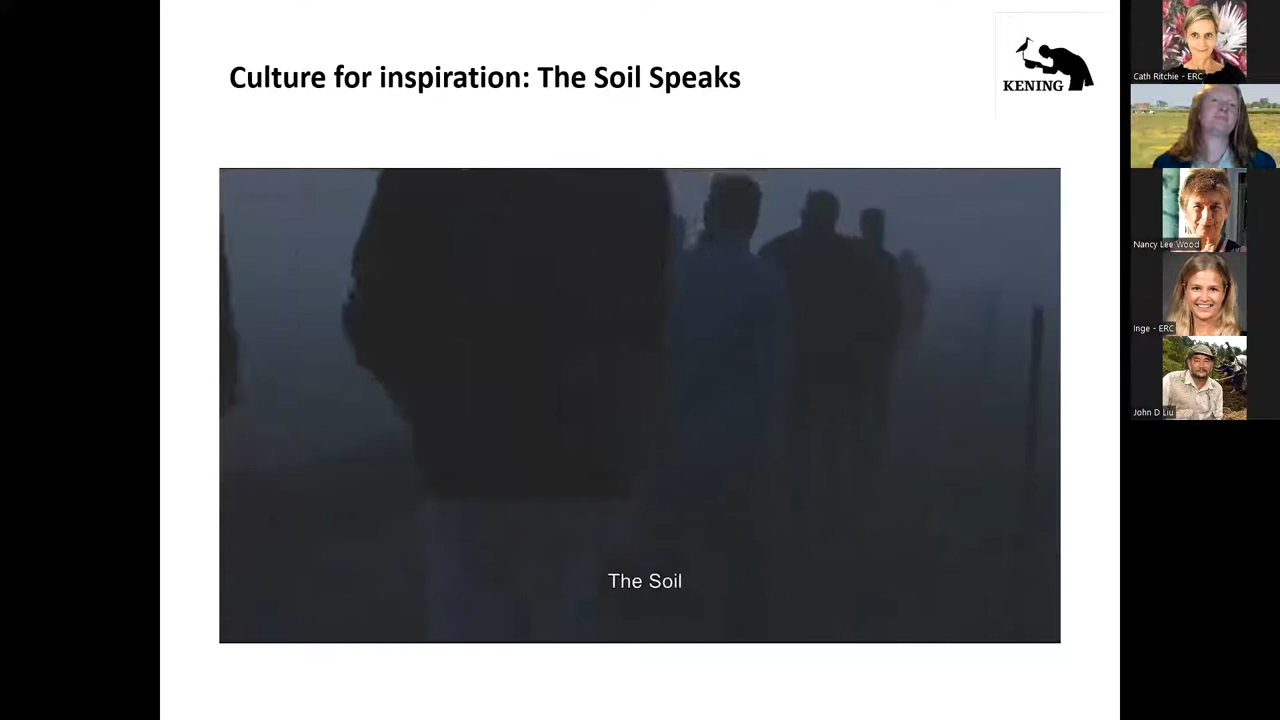 Culture for inspiration: The Soil Speaks
KENING
The Soil
Cath Ritchie - ERC
Nancy Lee Wood
Inge - ERC
John D Liu